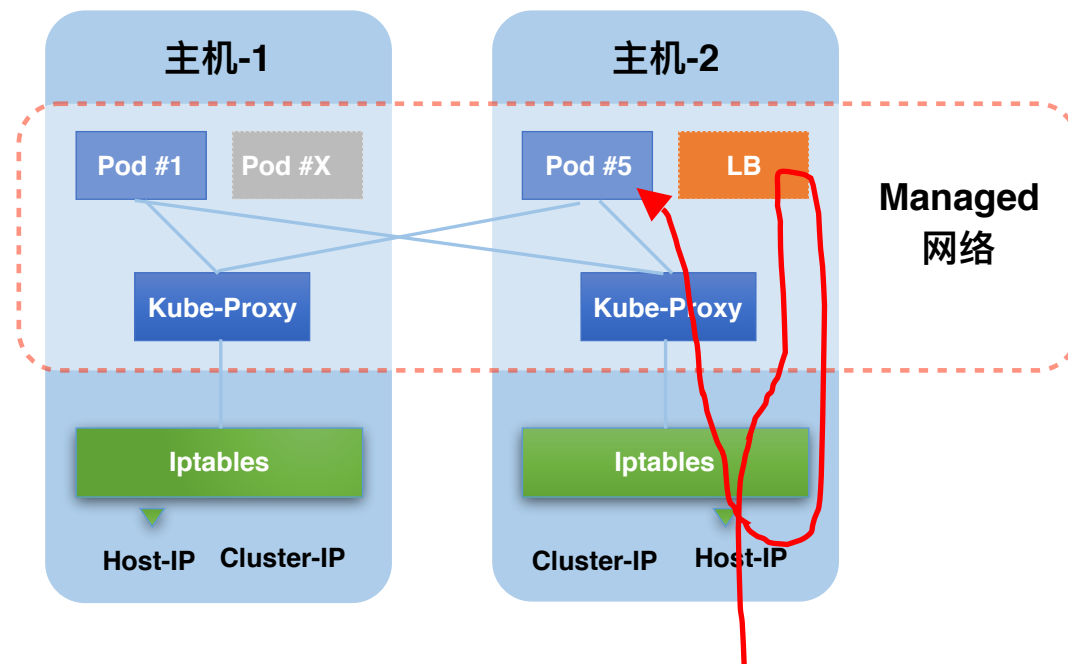 主机-1
主机-2
Pod #1
Pod #X
Pod #5
LB
Managed
网络
Kube-Proxy
Kube-Proxy
Iptables
Iptables
Host-IP
Cluster-IP
Cluster-IP
Host-IP